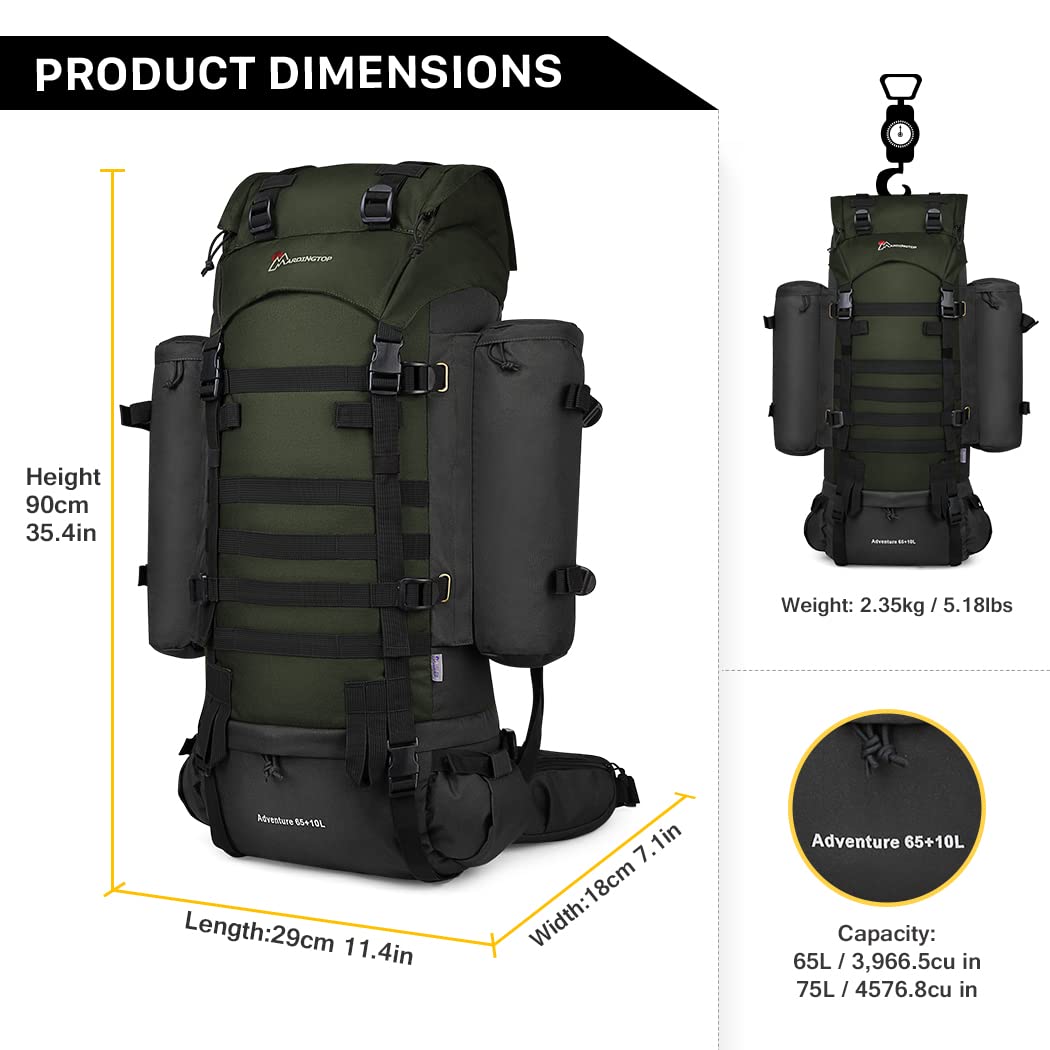 PRODUCT DIMENSIONS
MARDINGTOP
Height
90cm
35.4in
Adventure 65+10L
Length:29cm 11.4in
Width:18cm 7.1in
MARDINGTOP
Adventure 65+10L
Weight: 2.35kg / 5.18lbs
Adventure 65+10L
Capacity:
65L / 3,966.5cu in
75L / 4576.8cu in